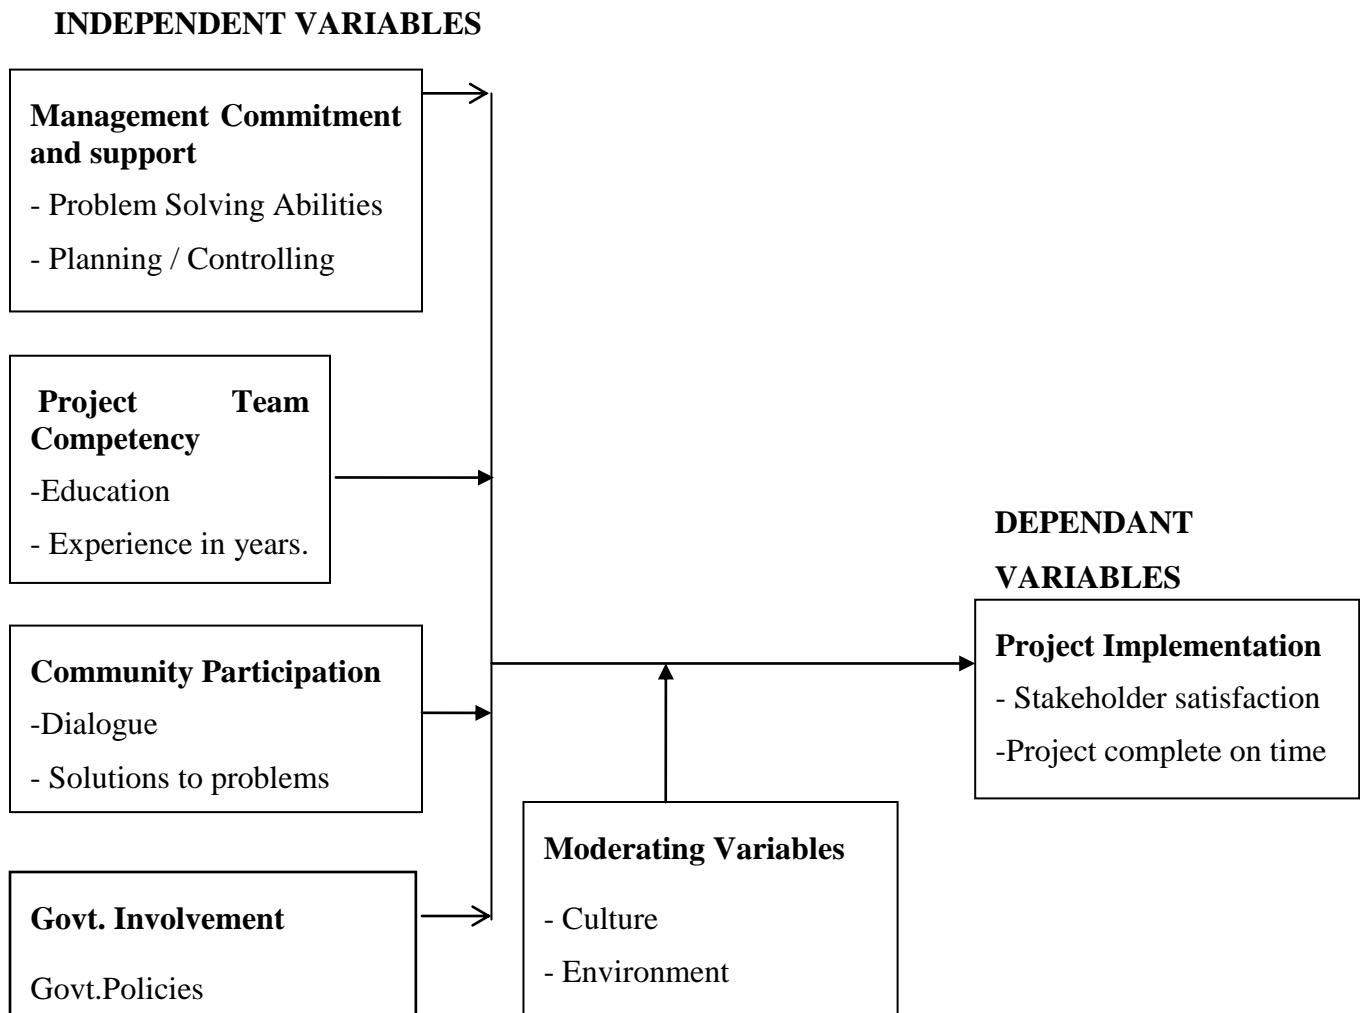 INDEPENDENT VARIABLES
Management Commitment
and support
- Problem Solving Abilities
- Planning / Controlling
Project Team
Competency
-Education
- Experience in years.
Community Participation
-Dialogue
- Solutions to problems
Govt. Involvement
Govt.Policies
Moderating Variables
- Culture
- Environment
DEPENDANT
VARIABLES
Project Implementation
- Stakeholder satisfaction
-Project complete on time